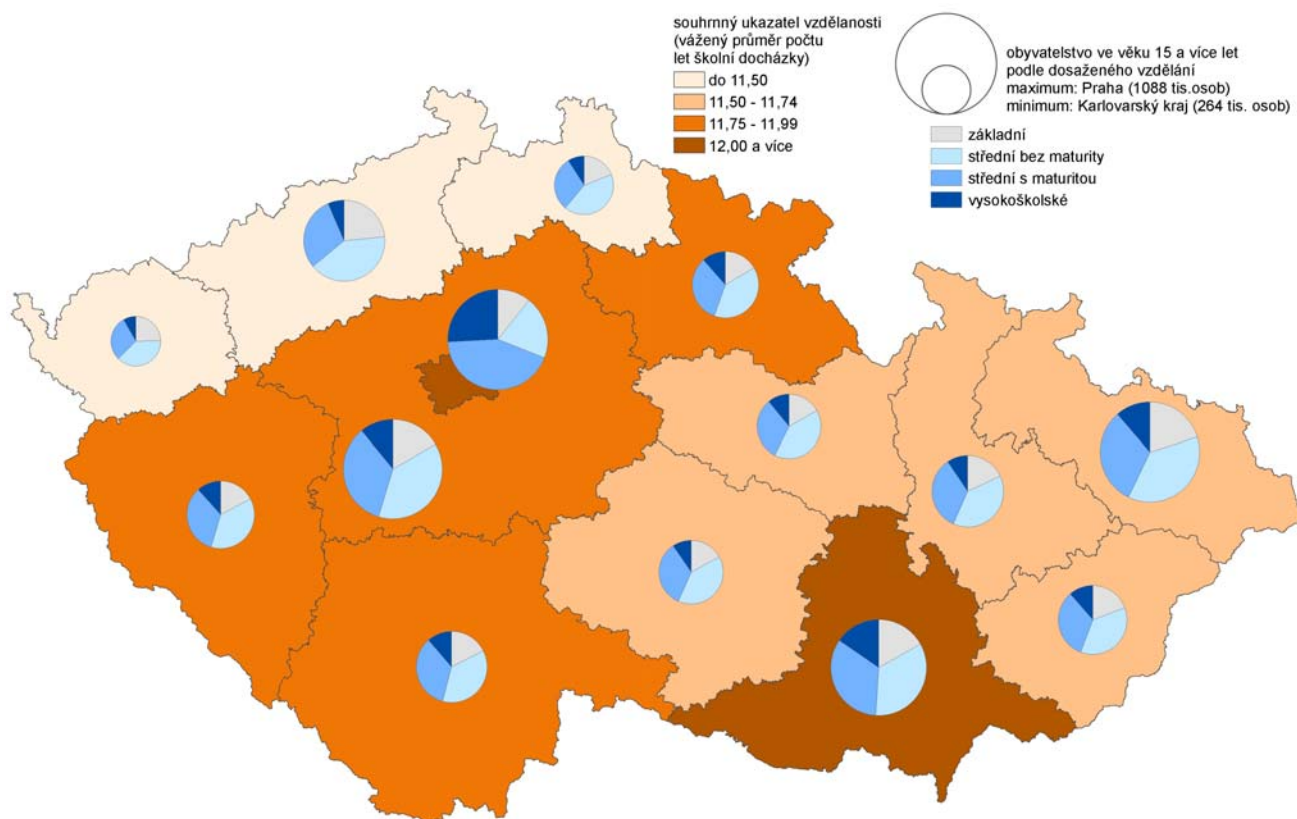 souhrnný ukazatel vzdělanosti
(vážený průměr počtu
let školní docházky)
do 11,50
11,50 - 11,74
11,75 - 11,99
12,00 a více
obyvatelstvo ve věku 15 a více let
podle dosaženého vzdělání
maximum: Praha (1088 tis.osob)
minimum: Karlovarský kraj (264 tis. osob)
základní
střední bez maturity
střední s maturitou
vysokoškolské